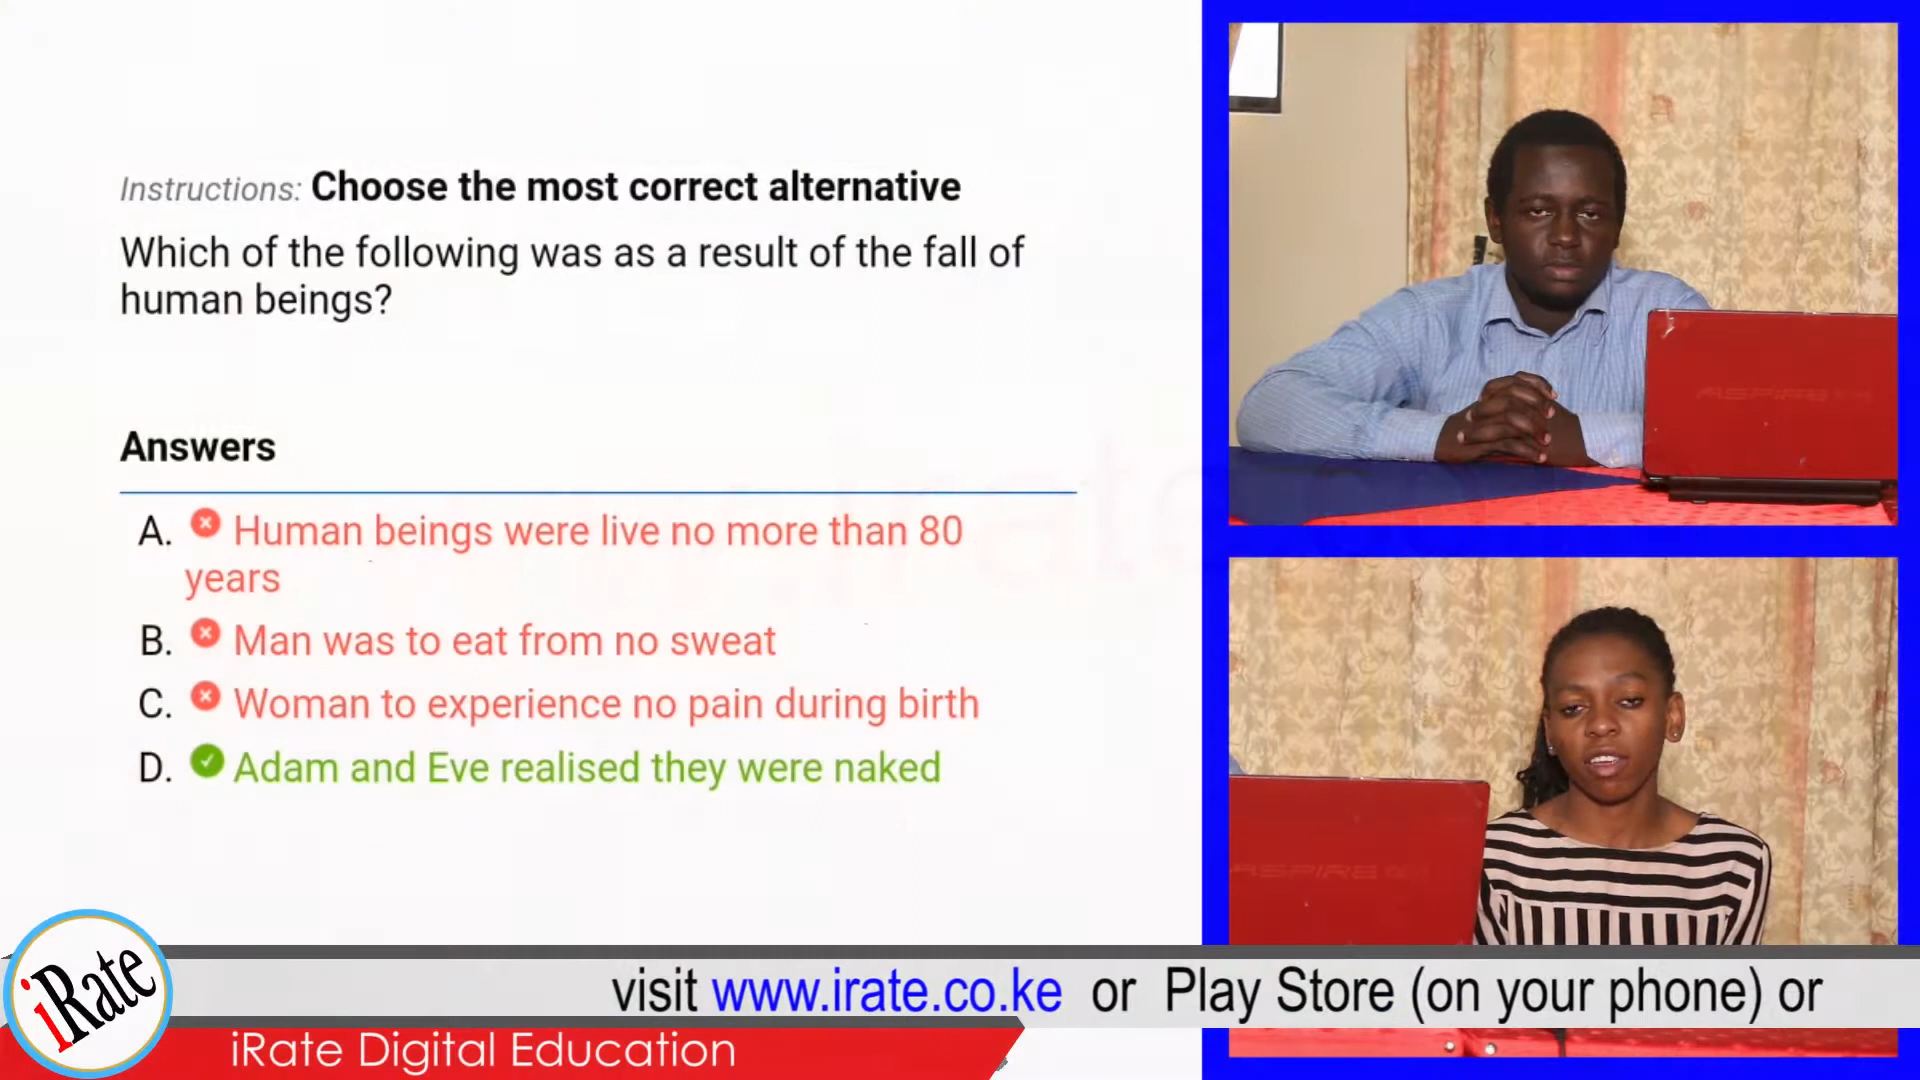 Instructions: Choose the most correct alternative
Which of the following was as a result of the fall of
human beings?
Answers
A. Human beings were live no more than 80
years
B. Man was to eat from no sweat
C. Woman to experience no pain during birth
D. Adam and Eve realised they were naked
ASPIRE
ASPIRE
iRate
visit www.irate.co.ke or Play Store (on your phone) or
iRate Digital Education